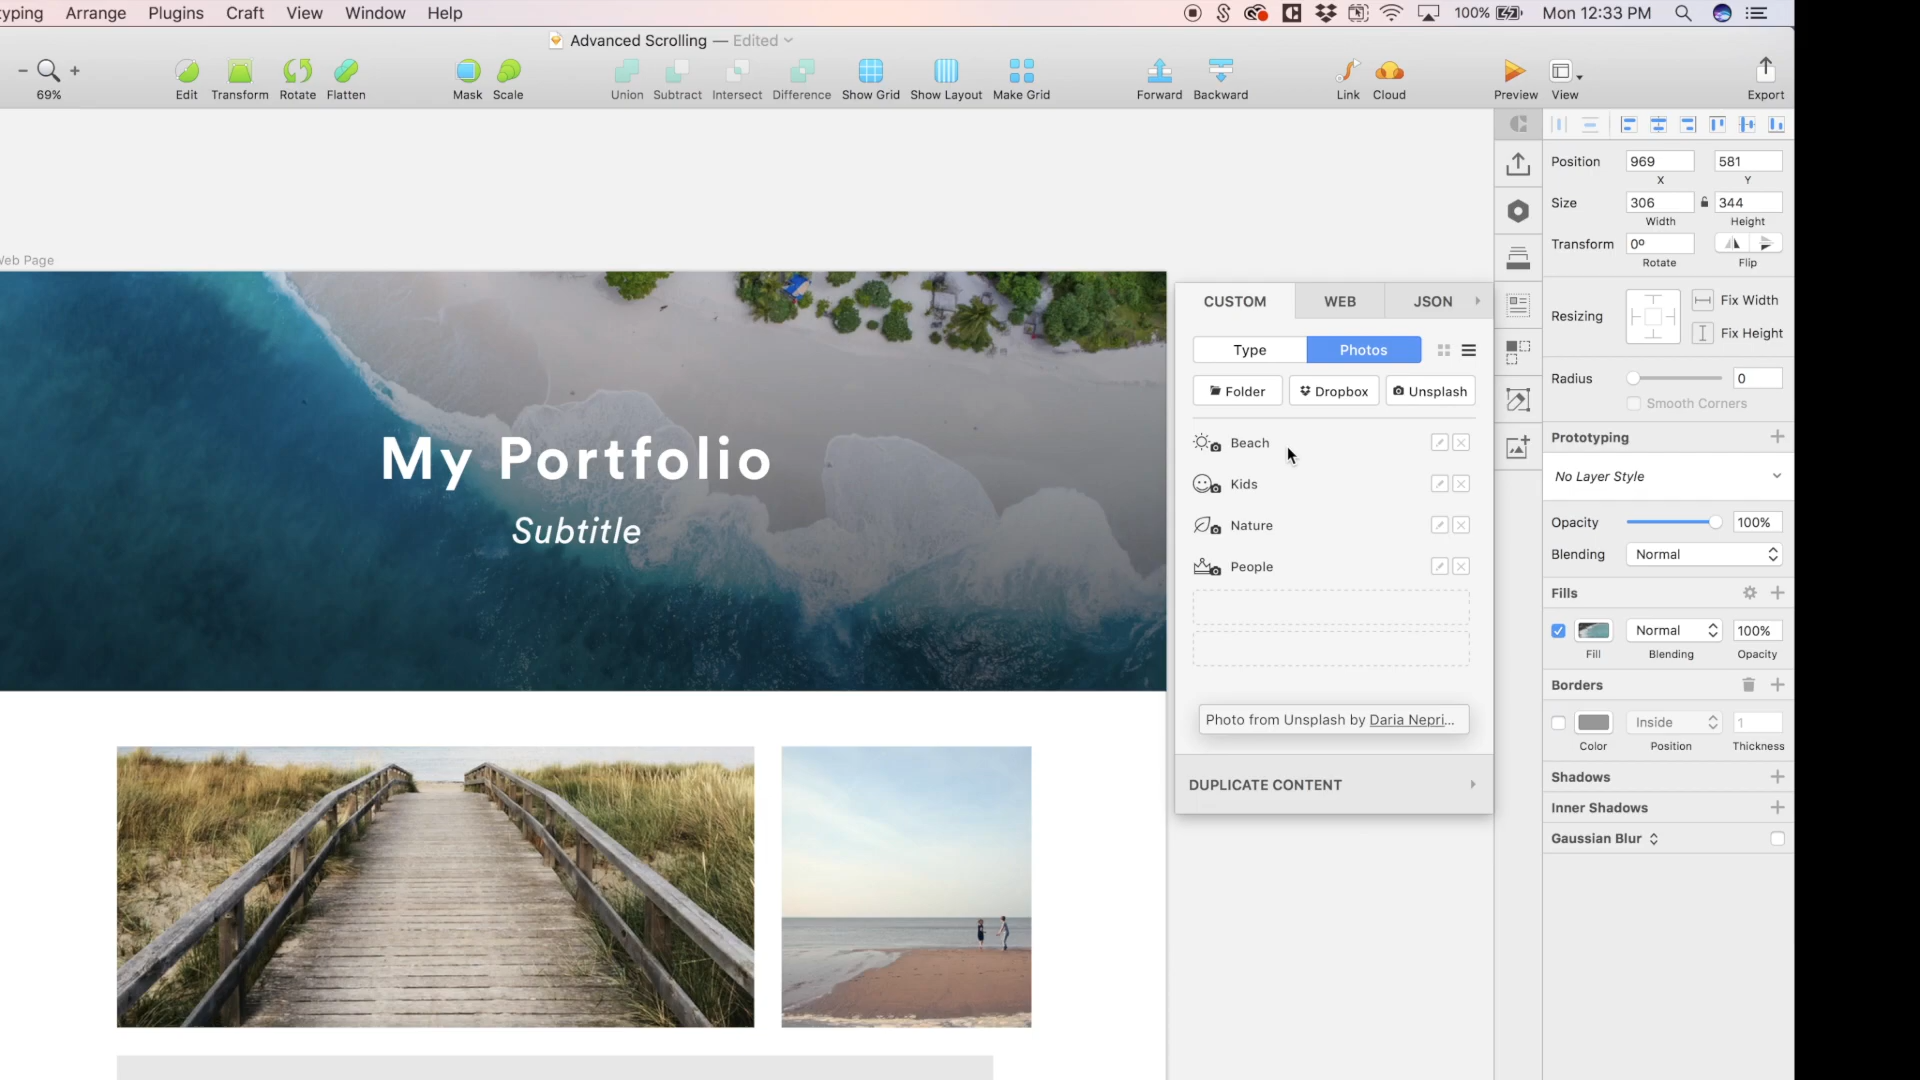 yping Arrange Plugins Craft View Window Help 100% Mon 12:33 PM
Advanced Scrolling — Edited
69% Edit Transform Rotate Flatten Mask Scale Union Subtract Intersect Difference Show Grid Show Layout Make Grid Forward Backward Link Cloud Preview View Export
Web Page
My Portfolio
Subtitle
CUSTOM WEB JSON
Type Photos
Folder Dropbox Unsplash
Beach
Kids
Nature
People
Photo from Unsplash by Daria Nepri...
DUPLICATE CONTENT
Position 969 581
X Y
Size 306 344
Width Height
Transform 0º
Rotate Flip
Resizing Fix Width
Fix Height
Radius 0
Smooth Corners
Prototyping
No Layer Style
Opacity 100%
Blending Normal
Fills
Normal 100%
Fill Blending Opacity
Borders
Inside 1
Color Position Thickness
Shadows
Inner Shadows
Gaussian Blur